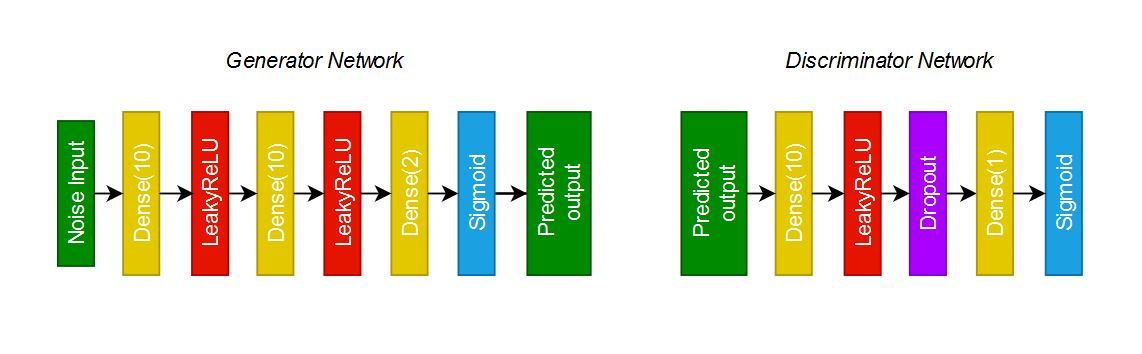 Generator Network
Noise Input
Dense(10)
LeakyReLU
Dense(10)
LeakyReLU
Dense(2)
Sigmoid
Predicted
output
Discriminator Network
Predicted
output
Dense(10)
LeakyReLU
Dropout
Dense(1)
Sigmoid